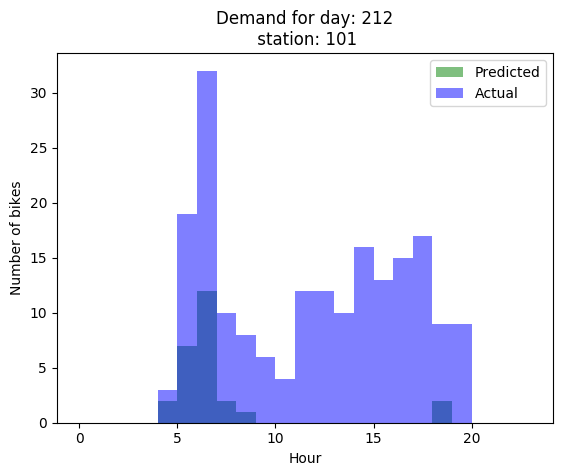 Demand for day: 212
station: 101
Predicted
Actual
Number of bikes
30
25
20
15
10
5
0
0
5
10
15
20
Hour